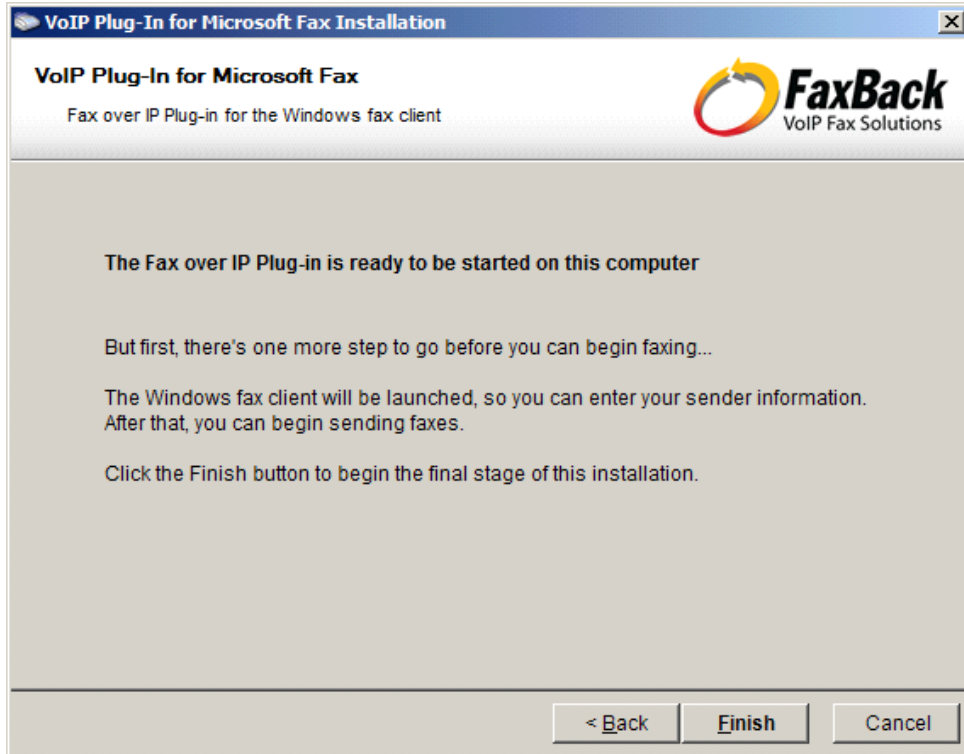 VoIP Plug-In for Microsoft Fax Installation
VoIP Plug-In for Microsoft Fax
Fax over IP Plug-in for the Windows fax client
FaxBack
VoIP Fax Solutions
The Fax over IP Plug-in is ready to be started on this computer
But first, there's one more step to go before you can begin faxing...
The Windows fax client will be launched, so you can enter your sender information.
After that, you can begin sending faxes.
Click the Finish button to begin the final stage of this installation.
< Back
Finish
Cancel